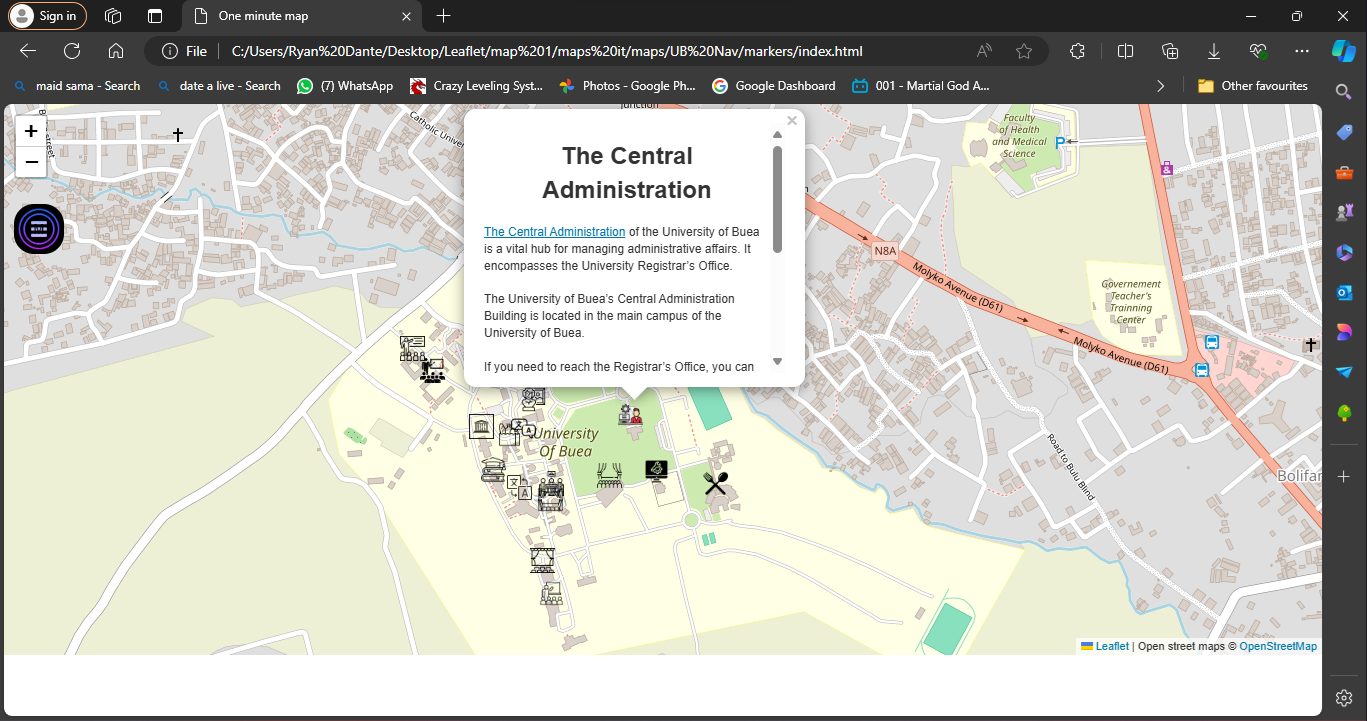 Sign in
One minute map
File
C:/Users/Ryan%20Dante/Desktop/Leaflet/map%201/maps%20it/maps/UB%20Nav/markers/index.html
maid sama - Search
date a live - Search
(7) WhatsApp
Crazy Leveling Syst...
Photos - Google Ph...
Google Dashboard
001 - Martial God A...
Other favourites
+
−
Catholic Univer
Junction
The Central
Administration
The Central Administration of the University of Buea
is a vital hub for managing administrative affairs. It
encompasses the University Registrar’s Office.
The University of Buea’s Central Administration
Building is located in the main campus of the
University of Buea.
If you need to reach the Registrar’s Office, you can
Faculty
of Health
and Medical
Science
P
N8A
Molyko Avenue (D61)
Governement
Teacher's
Trainning
Center
Molyko Avenue (D61)
University
Of Buea
Road to Bulu Blind
Bolifar
Leaflet | Open street maps © OpenStreetMap